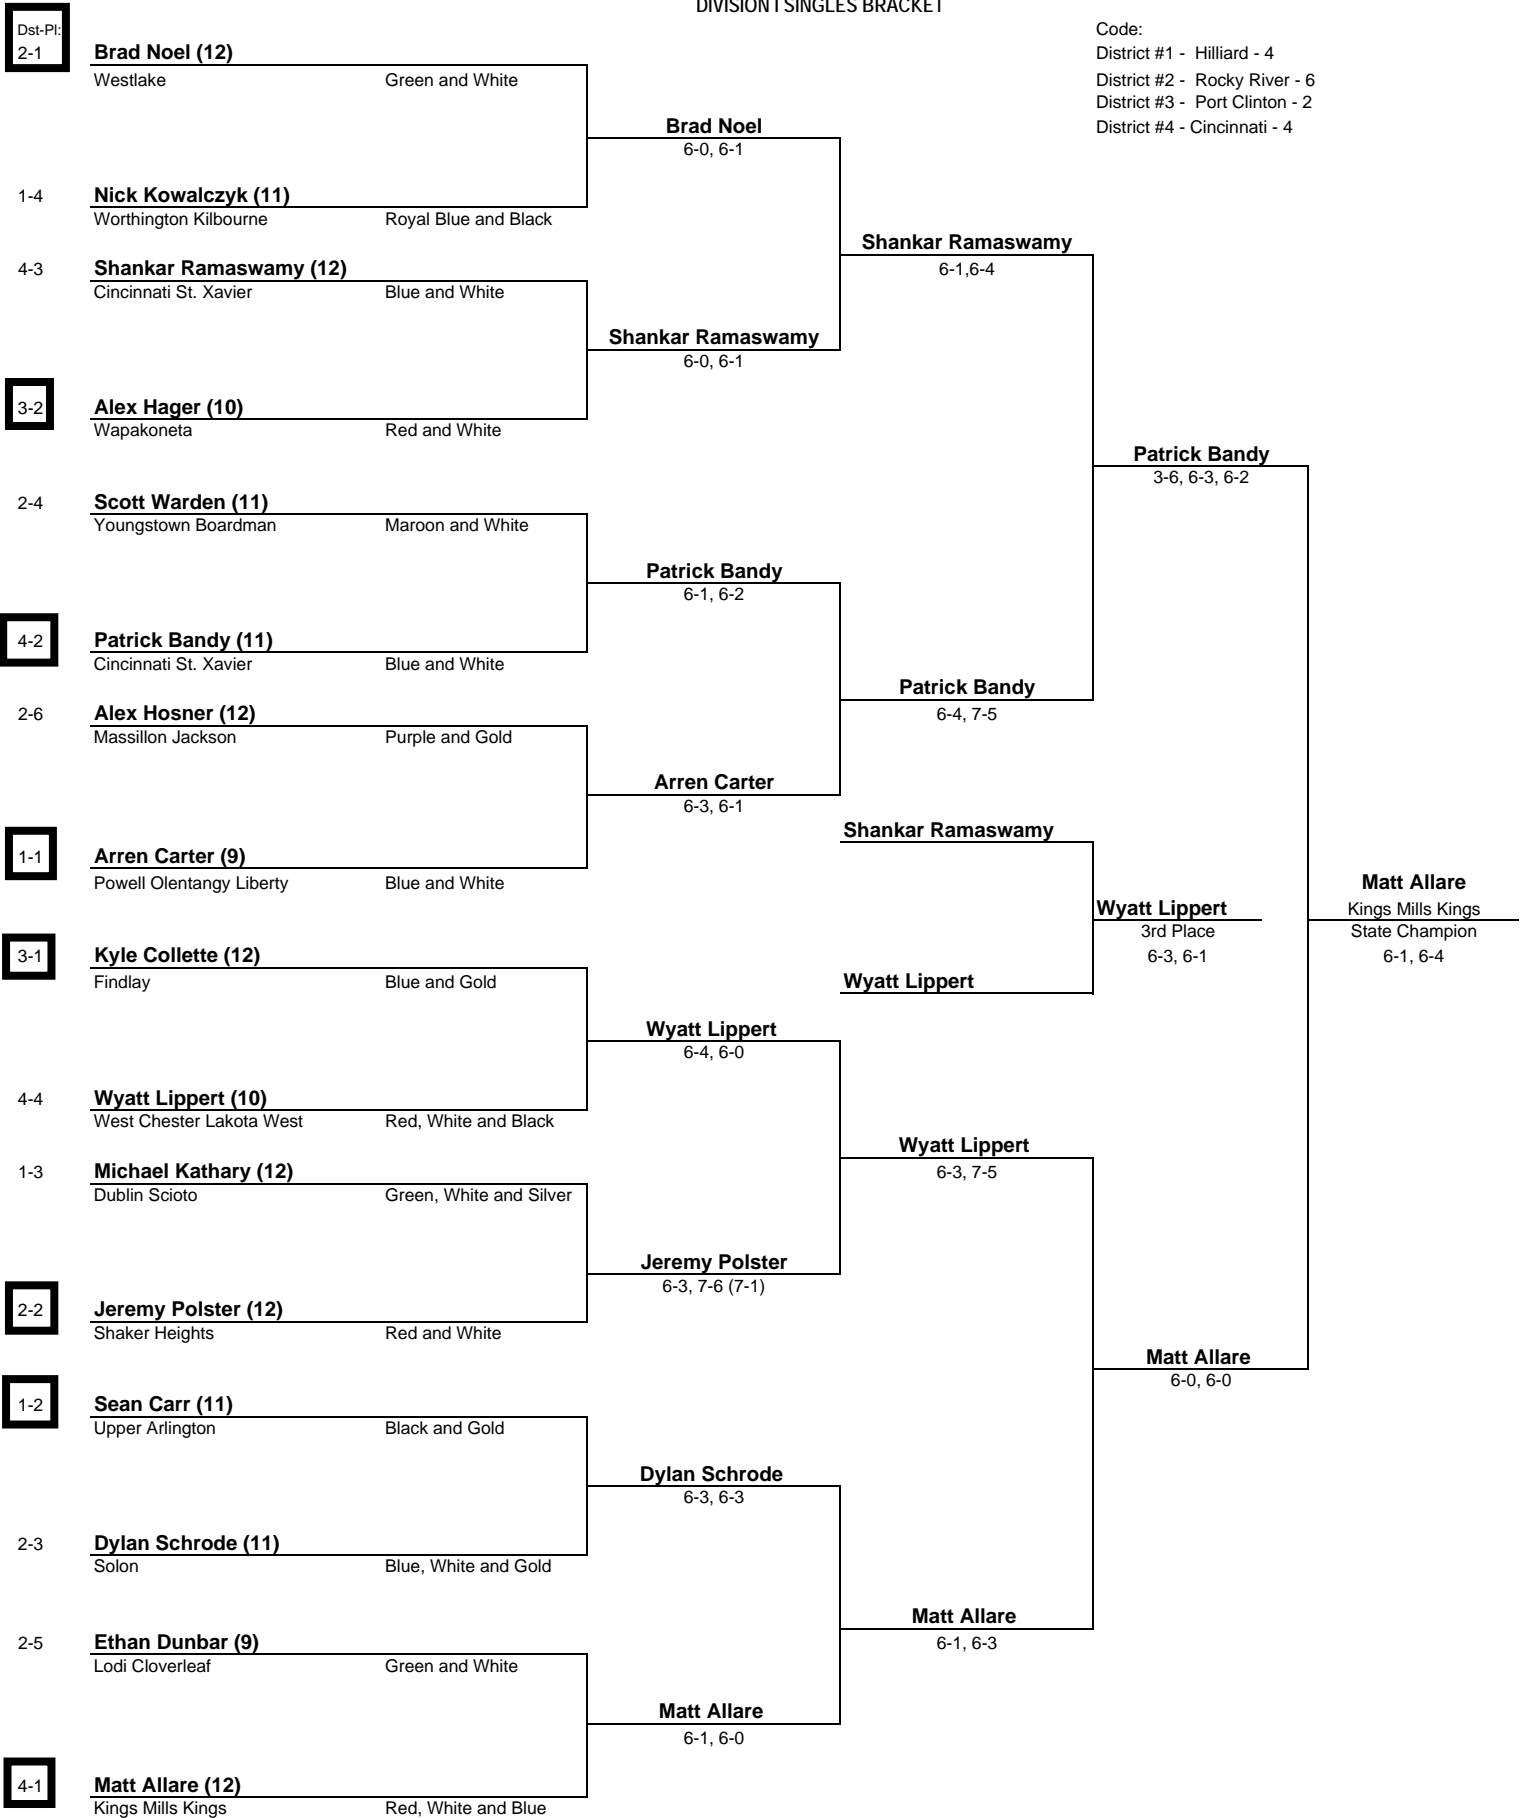 DIVISION I SINGLES BRACKET
Dst-Pl:
2-1 Brad Noel (12)
Westlake Green and White
Code:
District #1 - Hilliard - 4
District #2 - Rocky River - 6
District #3 - Port Clinton - 2
District #4 - Cincinnati - 4
Brad Noel
6-0, 6-1
1-4 Nick Kowalczyk (11)
Worthington Kilbourne Royal Blue and Black
Shankar Ramaswamy
6-1,6-4
4-3 Shankar Ramaswamy (12)
Cincinnati St. Xavier Blue and White
Shankar Ramaswamy
6-0, 6-1
3-2 Alex Hager (10)
Wapakoneta Red and White
Patrick Bandy
3-6, 6-3, 6-2
2-4 Scott Warden (11)
Youngstown Boardman Maroon and White
Patrick Bandy
6-1, 6-2
4-2 Patrick Bandy (11)
Cincinnati St. Xavier Blue and White
Patrick Bandy
6-4, 7-5
2-6 Alex Hosner (12)
Massillon Jackson Purple and Gold
Arren Carter
6-3, 6-1
Shankar Ramaswamy
1-1 Arren Carter (9)
Powell Olentangy Liberty Blue and White
Matt Allare
Kings Mills Kings
State Champion
6-1, 6-4
Wyatt Lippert
3rd Place
6-3, 6-1
3-1 Kyle Collette (12)
Findlay Blue and Gold
Wyatt Lippert
Wyatt Lippert
6-4, 6-0
4-4 Wyatt Lippert (10)
West Chester Lakota West Red, White and Black
Wyatt Lippert
6-3, 7-5
1-3 Michael Kathary (12)
Dublin Scioto Green, White and Silver
Jeremy Polster
6-3, 7-6 (7-1)
2-2 Jeremy Polster (12)
Shaker Heights Red and White
Matt Allare
6-0, 6-0
1-2 Sean Carr (11)
Upper Arlington Black and Gold
Dylan Schrode
6-3, 6-3
2-3 Dylan Schrode (11)
Solon Blue, White and Gold
Matt Allare
6-1, 6-3
2-5 Ethan Dunbar (9)
Lodi Cloverleaf Green and White
Matt Allare
6-1, 6-0
4-1 Matt Allare (12)
Kings Mills Kings Red, White and Blue